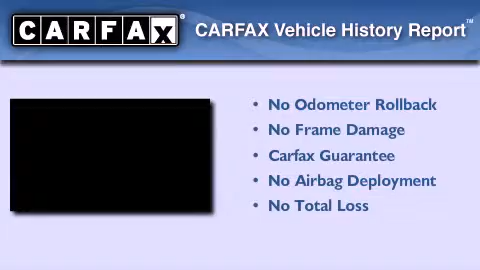 CARFAX®
CARFAX Vehicle History Report™
• No Odometer Rollback
• No Frame Damage
• Carfax Guarantee
• No Airbag Deployment
• No Total Loss